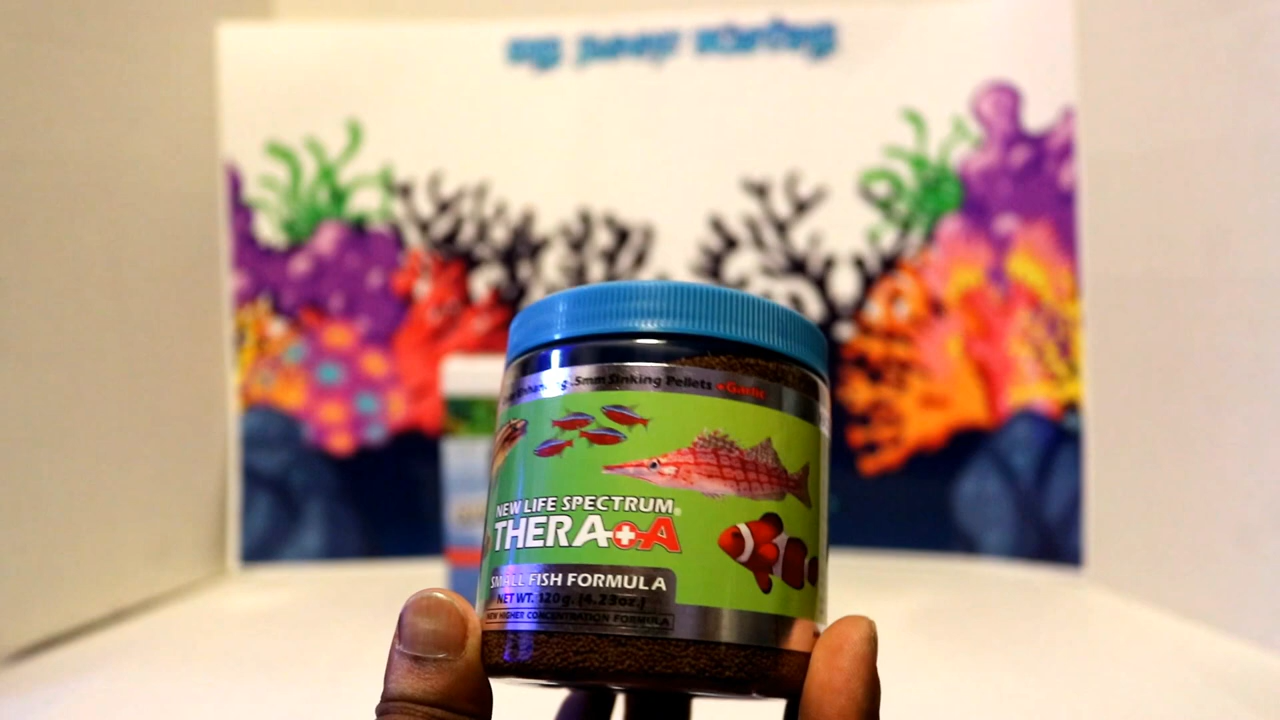 Enhancing .5mm Sinking Pellets •Garlic
NEW LIFE SPECTRUM®
THERA+A
SMALL FISH FORMULA
NET WT. 120g. [4.23oz.]
NEW HIGHER CONCENTRATION FORMULA